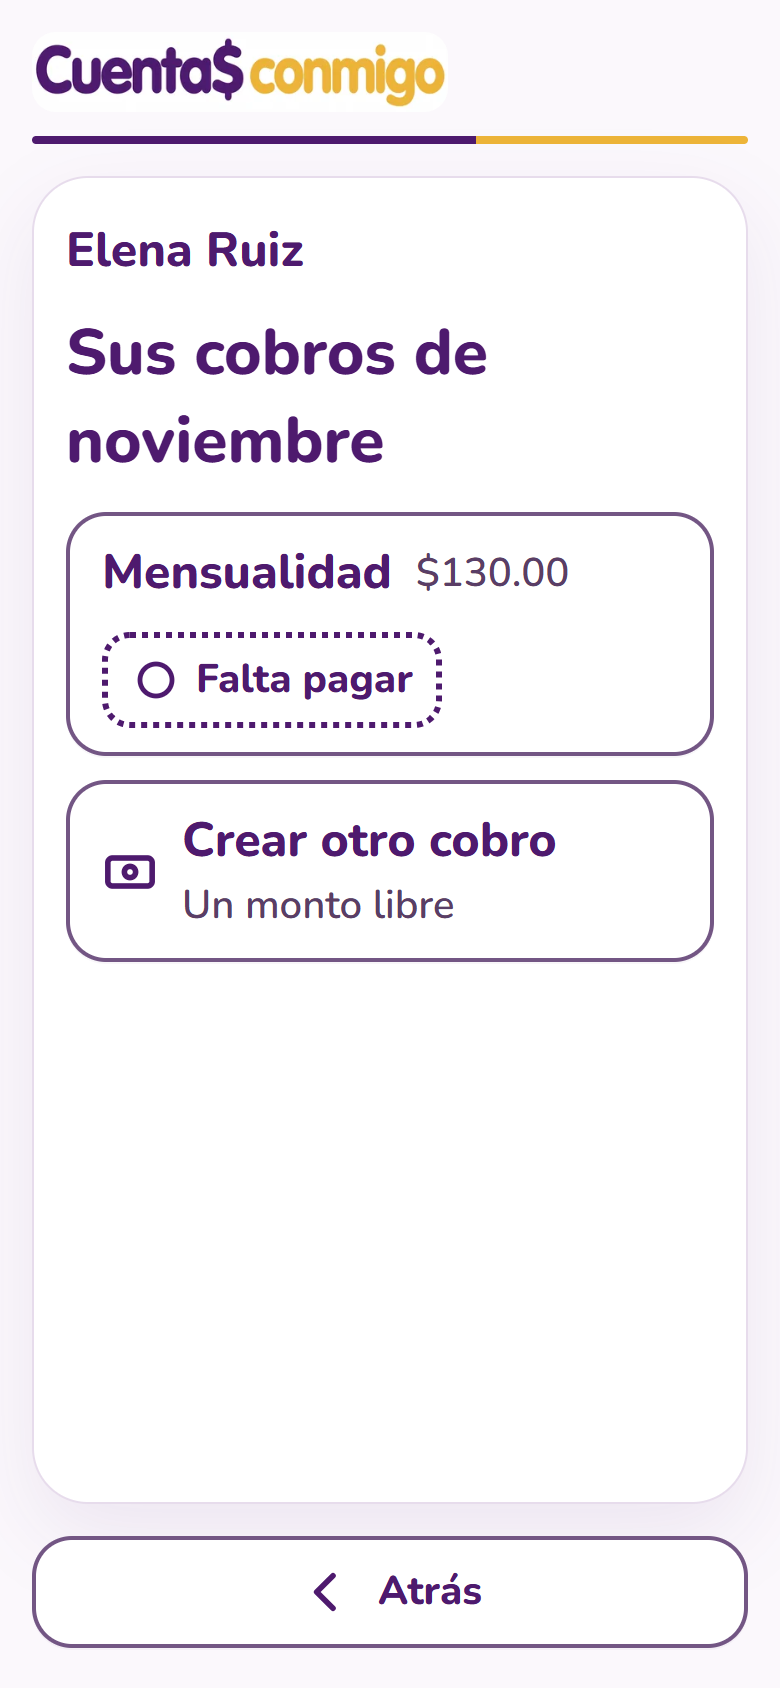 Cuenta$ conmigo
Elena Ruiz
Sus cobros de
noviembre
Mensualidad $130.00
Falta pagar
Crear otro cobro
Un monto libre
Atrás